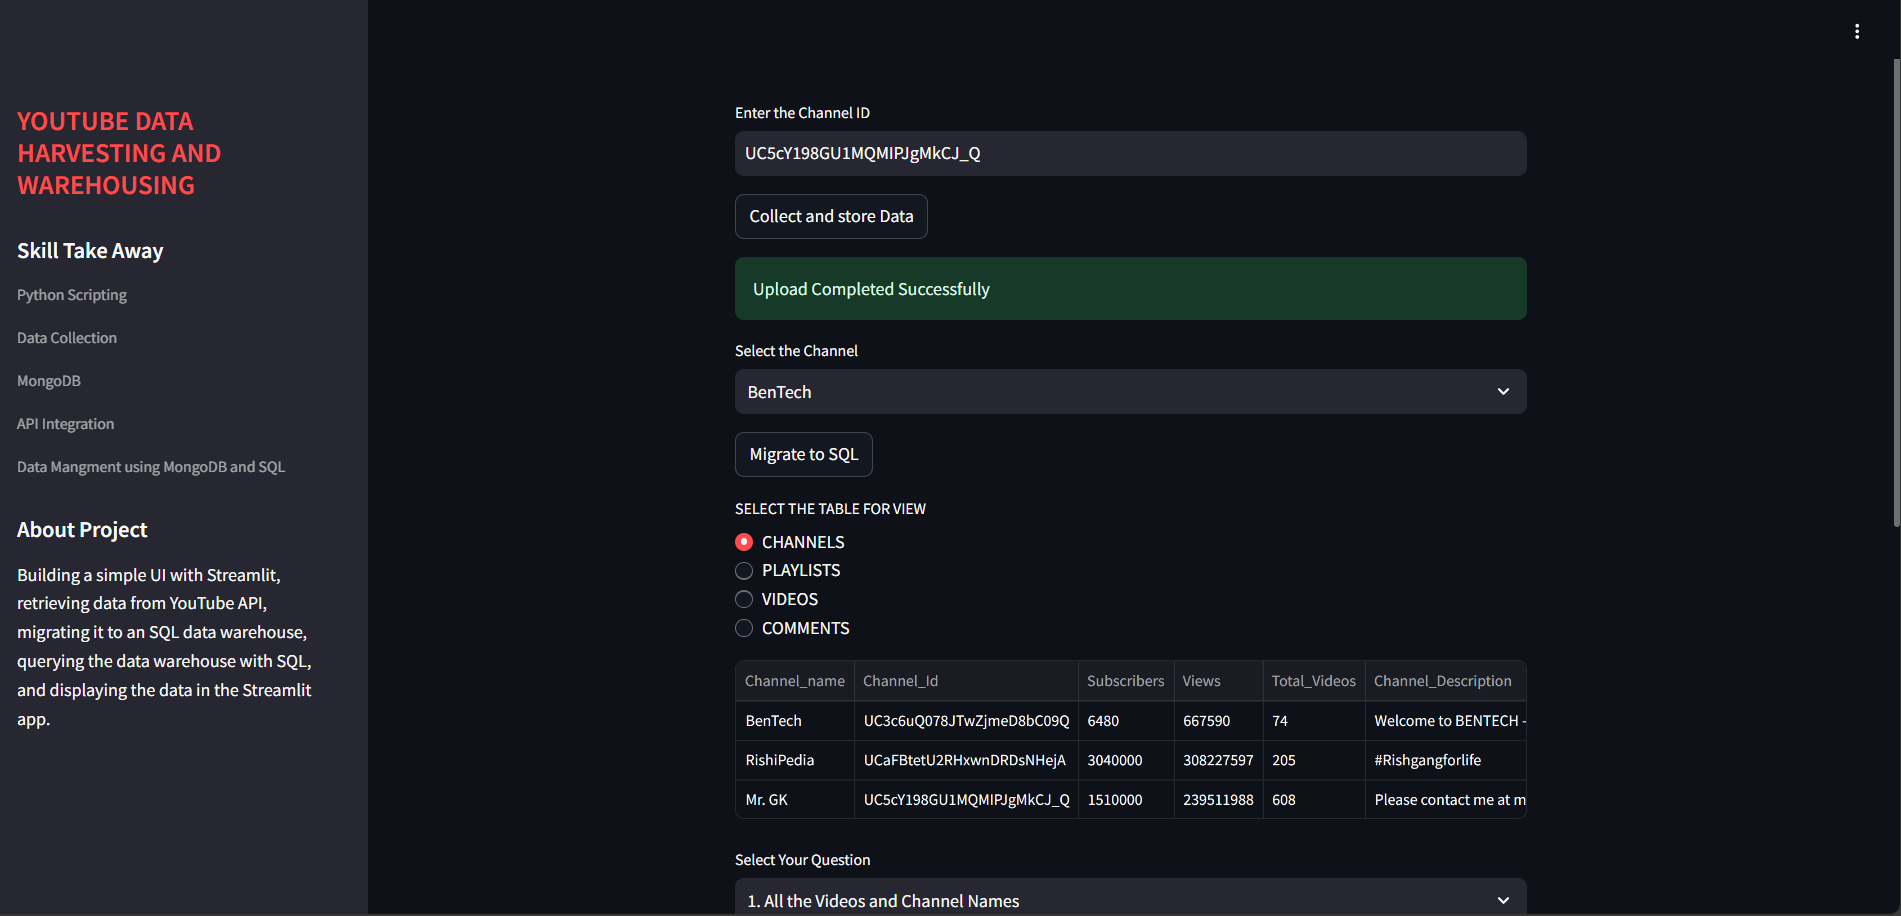 YOUTUBE DATA
HARVESTING AND
WAREHOUSING
Skill Take Away
Python Scripting
Data Collection
MongoDB
API Integration
Data Mangment using MongoDB and SQL
About Project
Building a simple UI with Streamlit,
retrieving data from YouTube API,
migrating it to an SQL data warehouse,
querying the data warehouse with SQL,
and displaying the data in the Streamlit
app.
Enter the Channel ID
UC5cY198GU1MQMIPJgMkCJ_Q
Collect and store Data
Upload Completed Successfully
Select the Channel
BenTech
Migrate to SQL
SELECT THE TABLE FOR VIEW
CHANNELS
PLAYLISTS
VIDEOS
COMMENTS
Channel_name Channel_Id Subscribers Views Total_Videos Channel_Description
BenTech UC3c6uQ078JTwZjmeD8bC09Q 6480 667590 74 Welcome to BENTECH -
RishiPedia UCaFBtetU2RHxwnDRDsNHejA 3040000 308227597 205 #Rishgangforlife
Mr. GK UC5cY198GU1MQMIPJgMkCJ_Q 1510000 239511988 608 Please contact me at m
Select Your Question
1. All the Videos and Channel Names